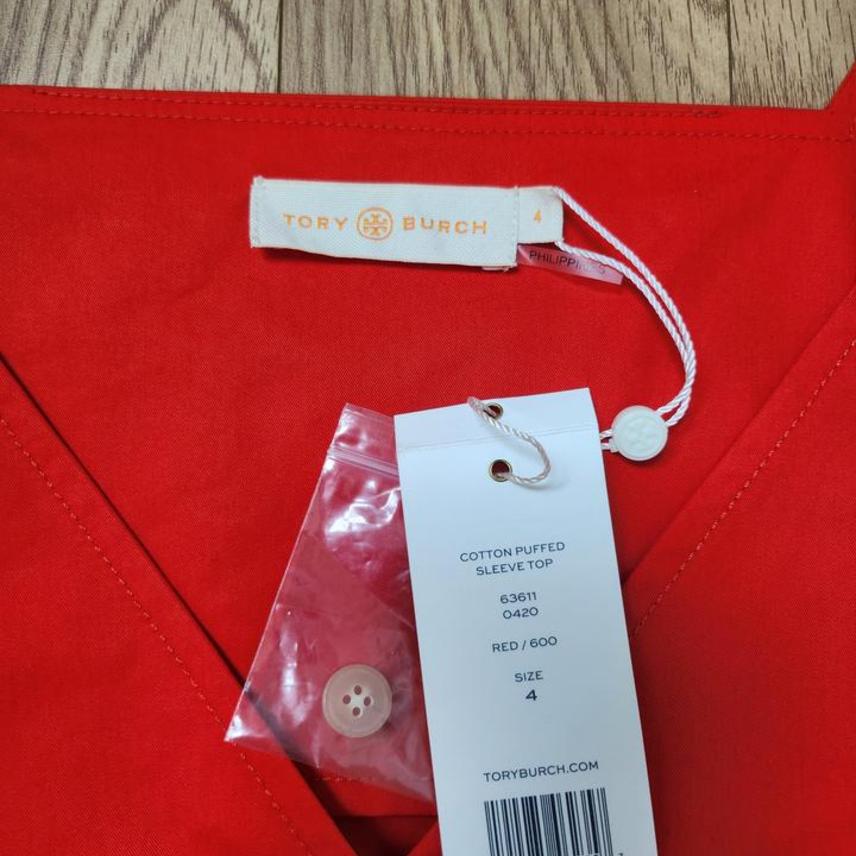 TORY BURCH
4
PHILIPPINES
COTTON PUFFED
SLEEVE TOP
63611
0420
RED / 600
SIZE
4
TORYBURCH.COM